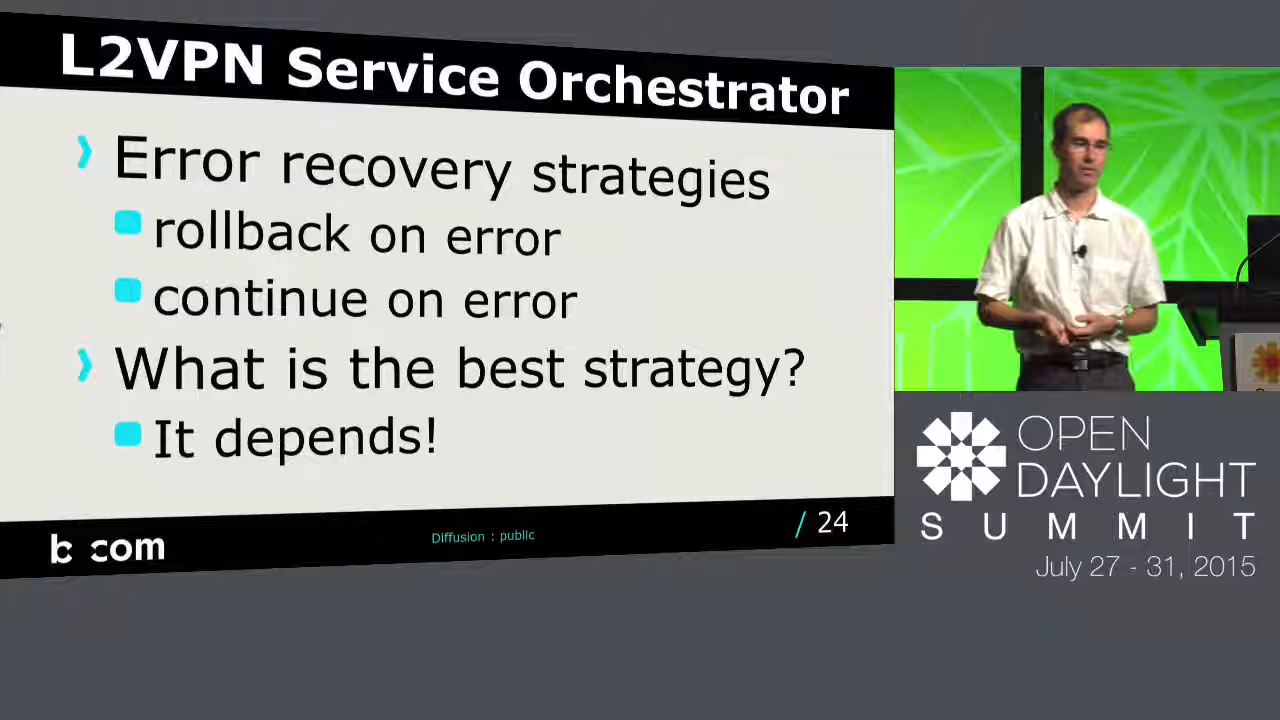 L2VPN Service Orchestrator
Error recovery strategies
rollback on error
continue on error
What is the best strategy?
It depends!
b com
Diffusion : public
/ 24
OPEN
DAYLIGHT
SUMMIT
July 27 - 31, 2015